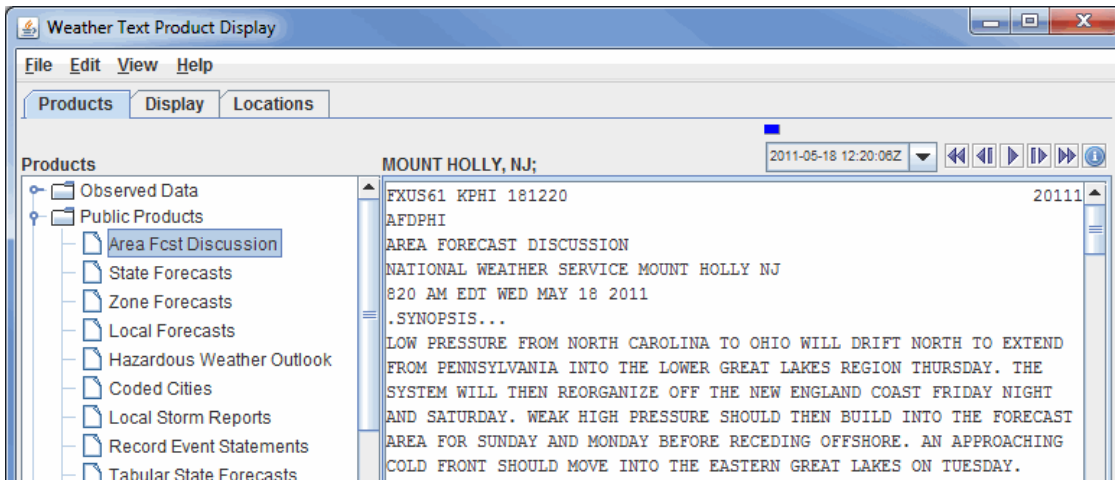 Weather Text Product Display
File Edit View Help
Products Display Locations
2011-05-18 12:20:06Z
Products
MOUNT HOLLY, NJ;
Observed Data
Public Products
Area Fcst Discussion
State Forecasts
Zone Forecasts
Local Forecasts
Hazardous Weather Outlook
Coded Cities
Local Storm Reports
Record Event Statements
Tabular State Forecasts
FXUS61 KPHI 181220 20111
AFDPHI
AREA FORECAST DISCUSSION
NATIONAL WEATHER SERVICE MOUNT HOLLY NJ
820 AM EDT WED MAY 18 2011
.SYNOPSIS...
LOW PRESSURE FROM NORTH CAROLINA TO OHIO WILL DRIFT NORTH TO EXTEND
FROM PENNSYLVANIA INTO THE LOWER GREAT LAKES REGION THURSDAY. THE
SYSTEM WILL THEN REORGANIZE OFF THE NEW ENGLAND COAST FRIDAY NIGHT
AND SATURDAY. WEAK HIGH PRESSURE SHOULD THEN BUILD INTO THE FORECAST
AREA FOR SUNDAY AND MONDAY BEFORE RECEDING OFFSHORE. AN APPROACHING
COLD FRONT SHOULD MOVE INTO THE EASTERN GREAT LAKES ON TUESDAY.